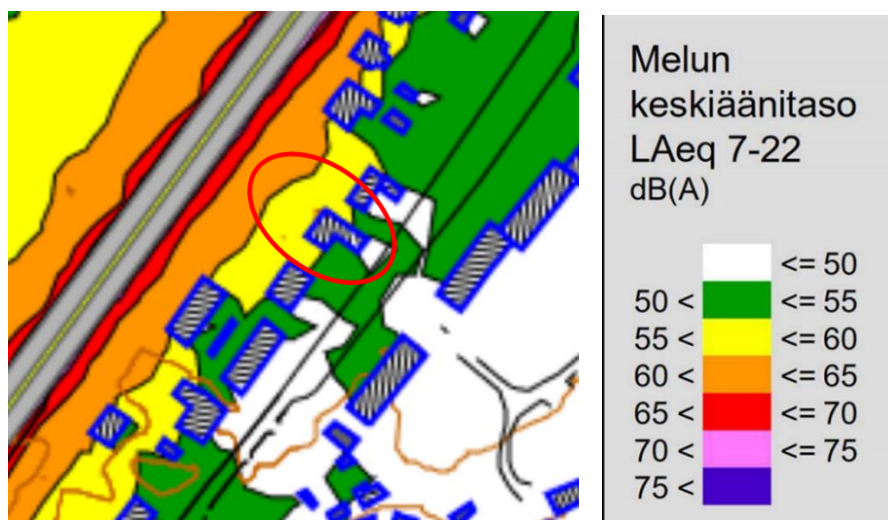 Melun
keskiäänitaso
LAeq 7-22
dB(A)
<= 50
50 < <= 55
55 < <= 60
60 < <= 65
65 < <= 70
70 < <= 75
75 <